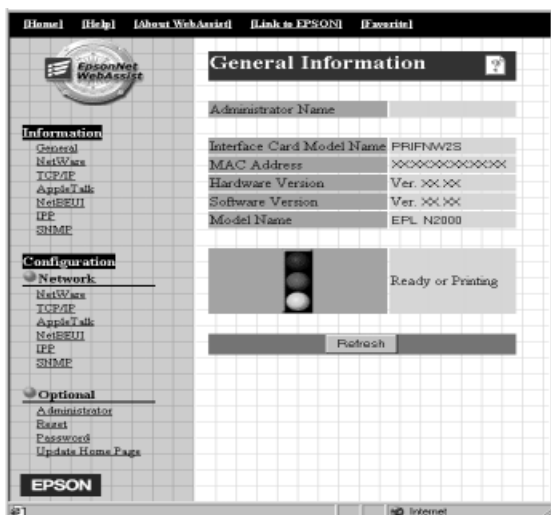 [Home] [Help] [About WebAssist] [Link to EPSON] [Favorite]
EpsonNet
WebAssist
General Information
?
Administrator Name
Information
General
NetWare
TCP/IP
AppleTalk
NetBEUI
IPP
SNMP
Interface Card Model Name PRIFNW2S
MAC Address XXXXXXXXXXXX
Hardware Version Ver. XX.XX
Software Version Ver. XX.XX
Model Name EPL N2000
Configuration
Network
NetWare
TCP/IP
AppleTalk
NetBEUI
IPP
SNMP
Ready or Printing
Refresh
Optional
Administrator
Reset
Password
Update Home Page
EPSON
Internet